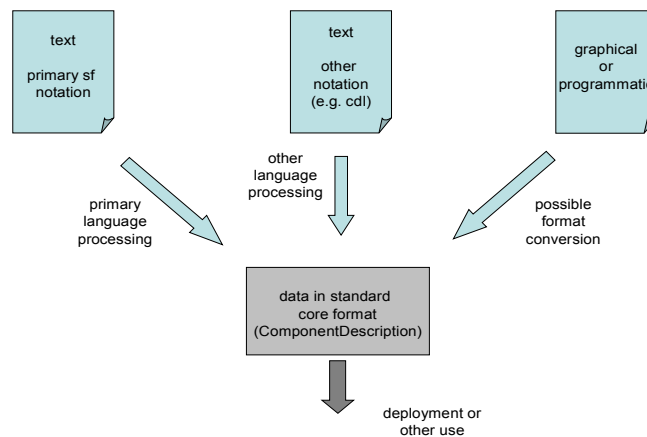 text
primary sf
notation
text
other
notation
(e.g. cdl)
graphical
or
programmatic
primary
language
processing
other
language
processing
possible
format
conversion
data in standard
core format
(ComponentDescription)
deployment or
other use